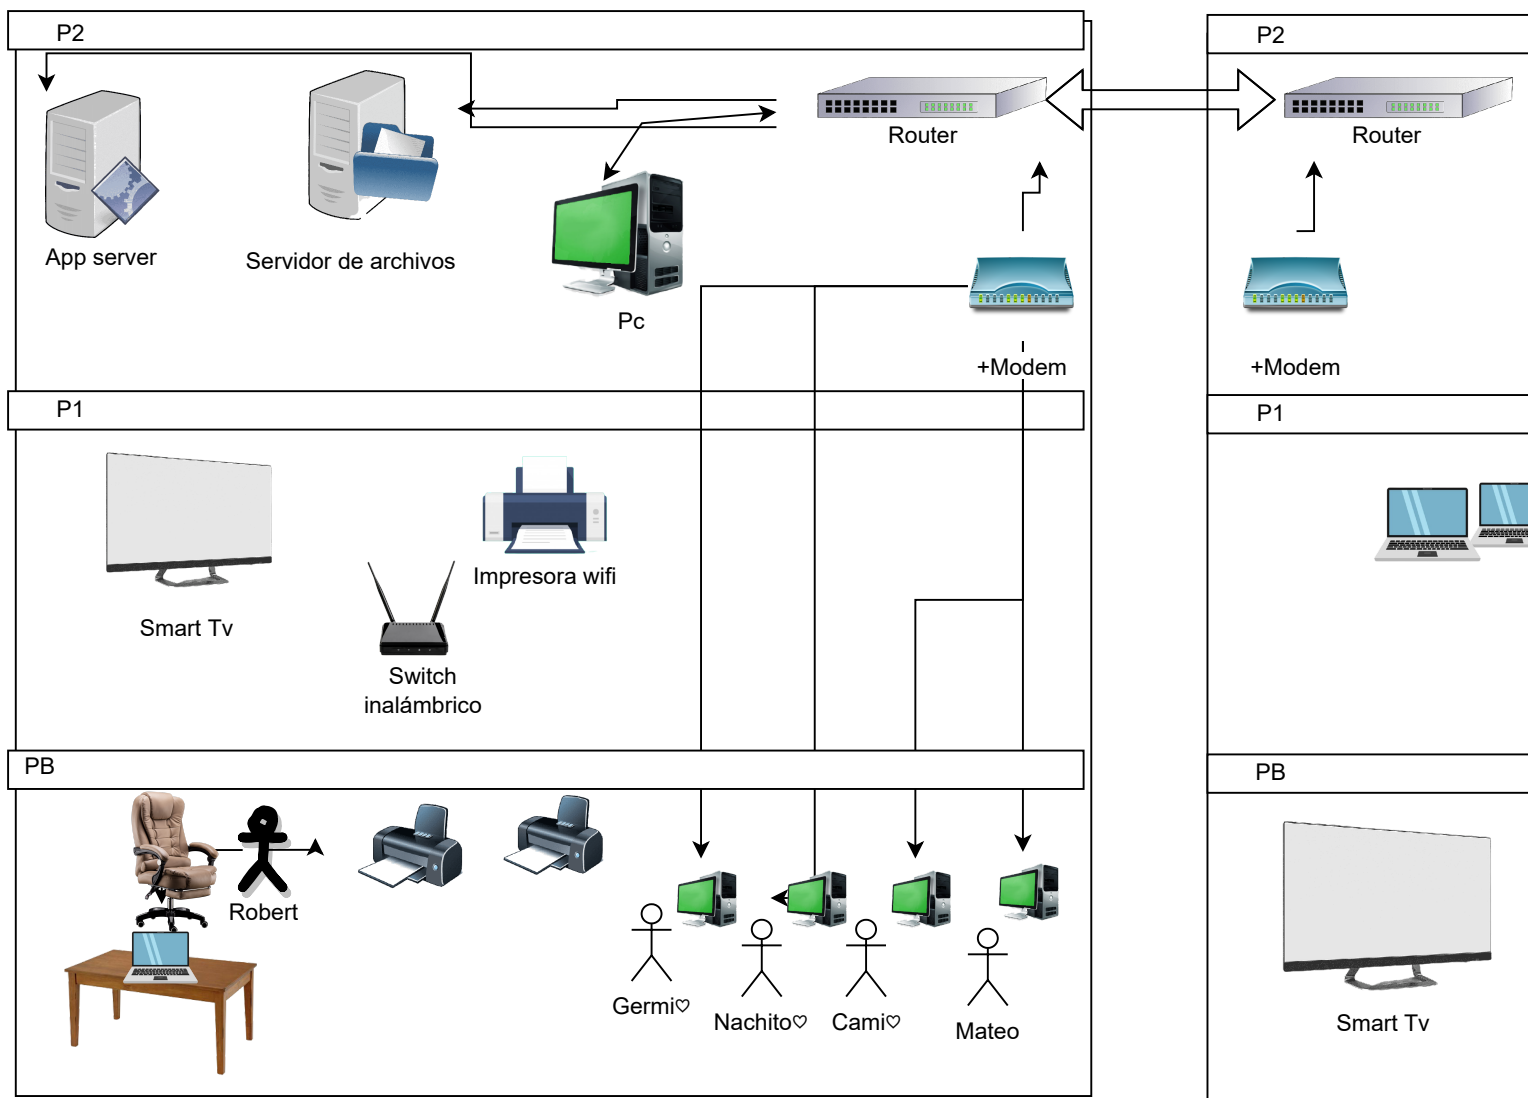 P2
P2
Router
Router
App server
Servidor de archivos
Pc
+Modem
+Modem
P1
P1
Impresora wifi
Smart Tv
Switch
inalámbrico
PB
PB
Robert
Germi♡
Nachito♡
Cami♡
Mateo
Smart Tv